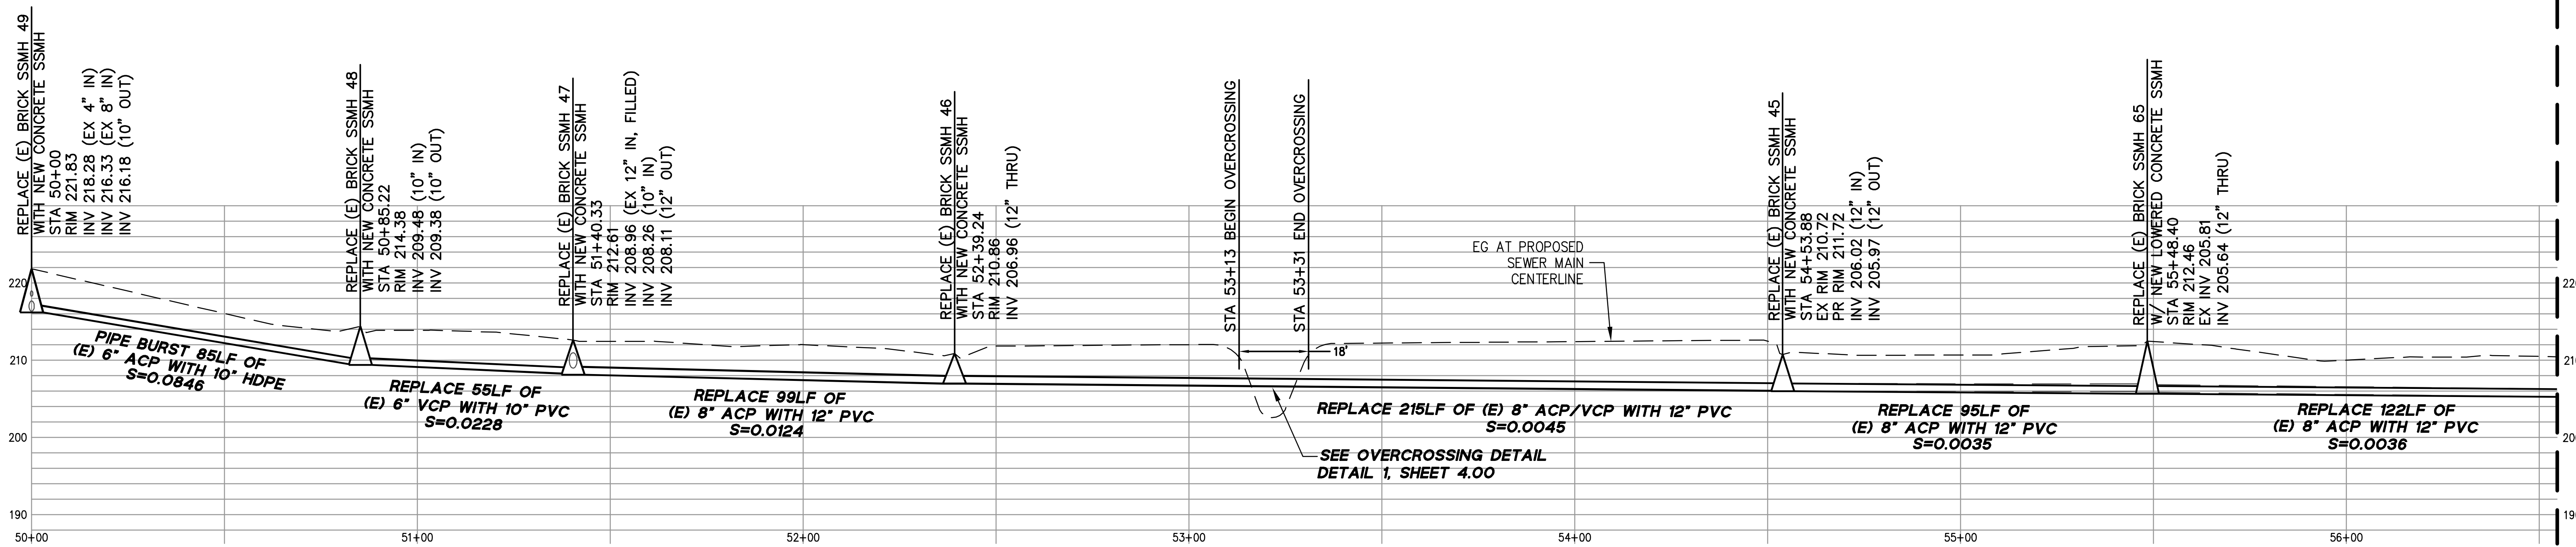 REPLACE (E) BRICK SSMH 49
WITH NEW CONCRETE SSMH
STA 50+00
RIM 221.83
INV 218.28 (EX 4" IN)
INV 216.33 (EX 8" IN)
INV 216.18 (10" OUT)
REPLACE (E) BRICK SSMH 48
WITH NEW CONCRETE SSMH
STA 50+85.22
RIM 214.38
INV 209.48 (10" IN)
INV 209.38 (10" OUT)
REPLACE (E) BRICK SSMH 47
WITH NEW CONCRETE SSMH
STA 51+40.33
RIM 212.61
INV 208.96 (EX 12" IN, FILLED)
INV 208.26 (10" IN)
INV 208.11 (12" OUT)
REPLACE (E) BRICK SSMH 46
WITH NEW CONCRETE SSMH
STA 52+39.24
RIM 210.86
INV 206.96 (12" THRU)
STA 53+13 BEGIN OVERCROSSING
STA 53+31 END OVERCROSSING
REPLACE (E) BRICK SSMH 45
WITH NEW CONCRETE SSMH
STA 54+53.88
EX RIM 210.72
PR RIM 211.72
INV 206.02 (12" IN)
INV 205.97 (12" OUT)
REPLACE (E) BRICK SSMH 65
W/ NEW LOWERED CONCRETE SSMH
STA 55+48.40
RIM 212.46
EX INV 205.81
INV 205.64 (12" THRU)
EG AT PROPOSED
SEWER MAIN
CENTERLINE
18'
PIPE BURST 85LF OF
(E) 6" ACP WITH 10" HDPE
S=0.0846
REPLACE 55LF OF
(E) 6" VCP WITH 10" PVC
S=0.0228
REPLACE 99LF OF
(E) 8" ACP WITH 12" PVC
S=0.0124
REPLACE 215LF OF (E) 8" ACP/VCP WITH 12" PVC
S=0.0045
REPLACE 95LF OF
(E) 8" ACP WITH 12" PVC
S=0.0035
REPLACE 122LF OF
(E) 8" ACP WITH 12" PVC
S=0.0036
SEE OVERCROSSING DETAIL
DETAIL 1, SHEET 4.00
220
210
200
190
50+00
51+00
52+00
53+00
54+00
55+00
56+00